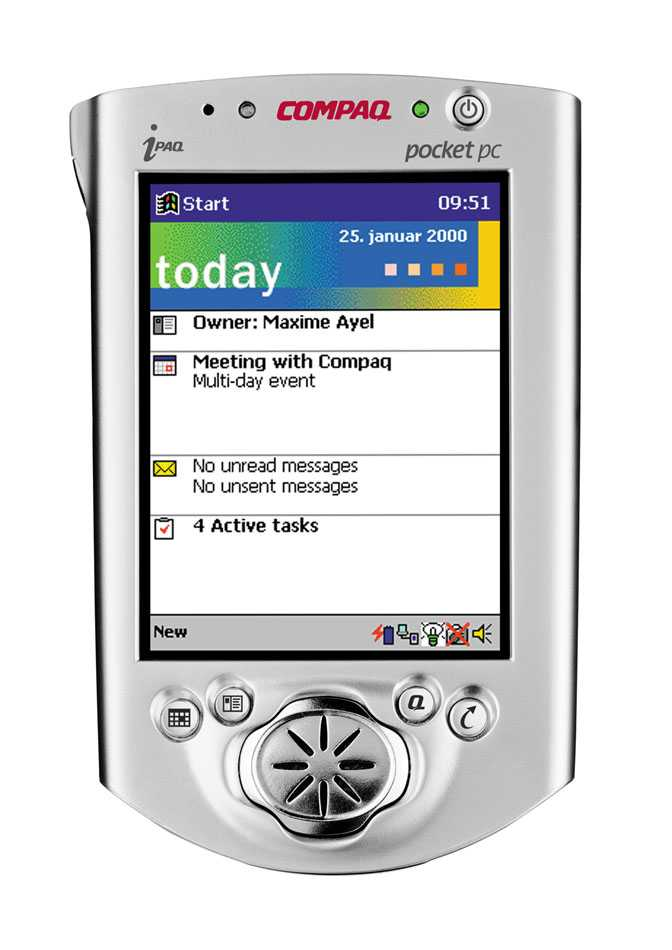 COMPAQ
iPAQ
pocket pc
Start
09:51
25. januar 2000
today
Owner: Maxime Ayel
Meeting with Compaq
Multi-day event
No unread messages
No unsent messages
4 Active tasks
New
Q